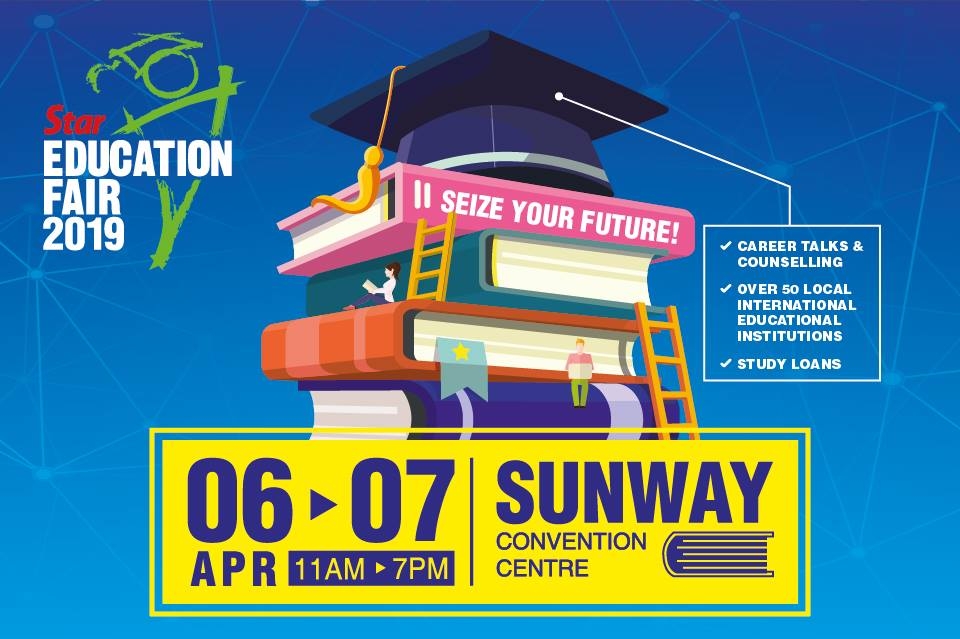 Star
EDUCATION
FAIR
2019
SEIZE YOUR FUTURE!
CAREER TALKS &
COUNSELLING
OVER 50 LOCAL
INTERNATIONAL
EDUCATIONAL
INSTITUTIONS
STUDY LOANS
06 ▸ 07
APR 11AM ▸ 7PM
SUNWAY
CONVENTION
CENTRE